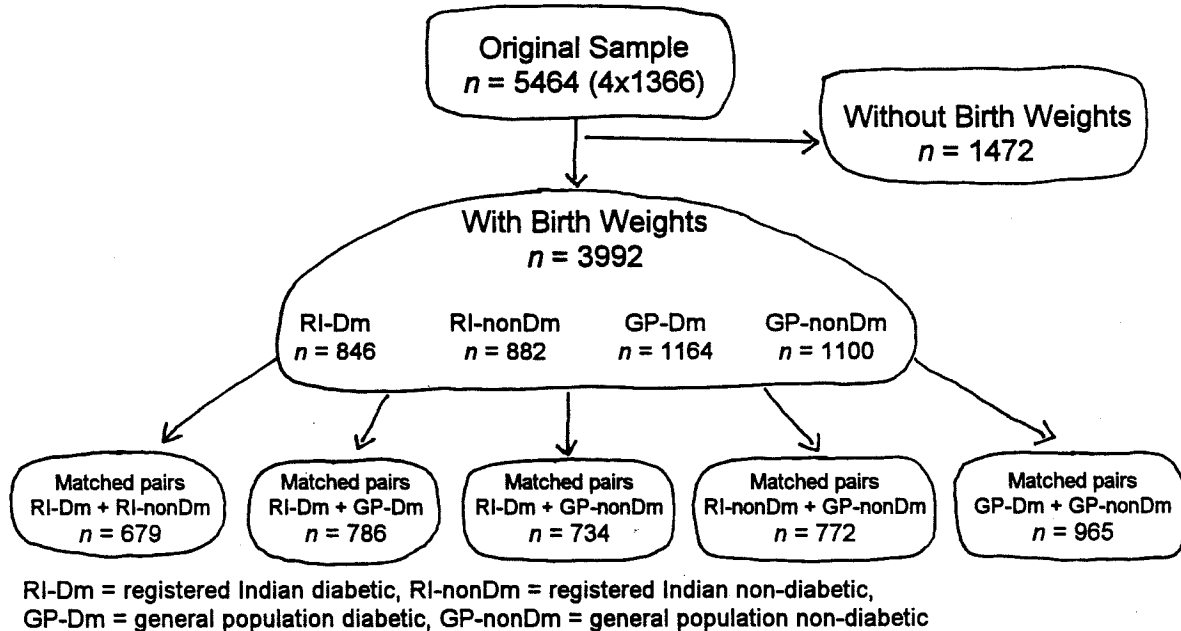 Original Sample
n = 5464 (4x1366)
Without Birth Weights
n = 1472
With Birth Weights
n = 3992
RI-Dm
n = 846
RI-nonDm
n = 882
GP-Dm
n = 1164
GP-nonDm
n = 1100
Matched pairs
RI-Dm + RI-nonDm
n = 679
Matched pairs
RI-Dm + GP-Dm
n = 786
Matched pairs
RI-Dm + GP-nonDm
n = 734
Matched pairs
RI-nonDm + GP-nonDm
n = 772
Matched pairs
GP-Dm + GP-nonDm
n = 965
RI-Dm = registered Indian diabetic, RI-nonDm = registered Indian non-diabetic,
GP-Dm = general population diabetic, GP-nonDm = general population non-diabetic